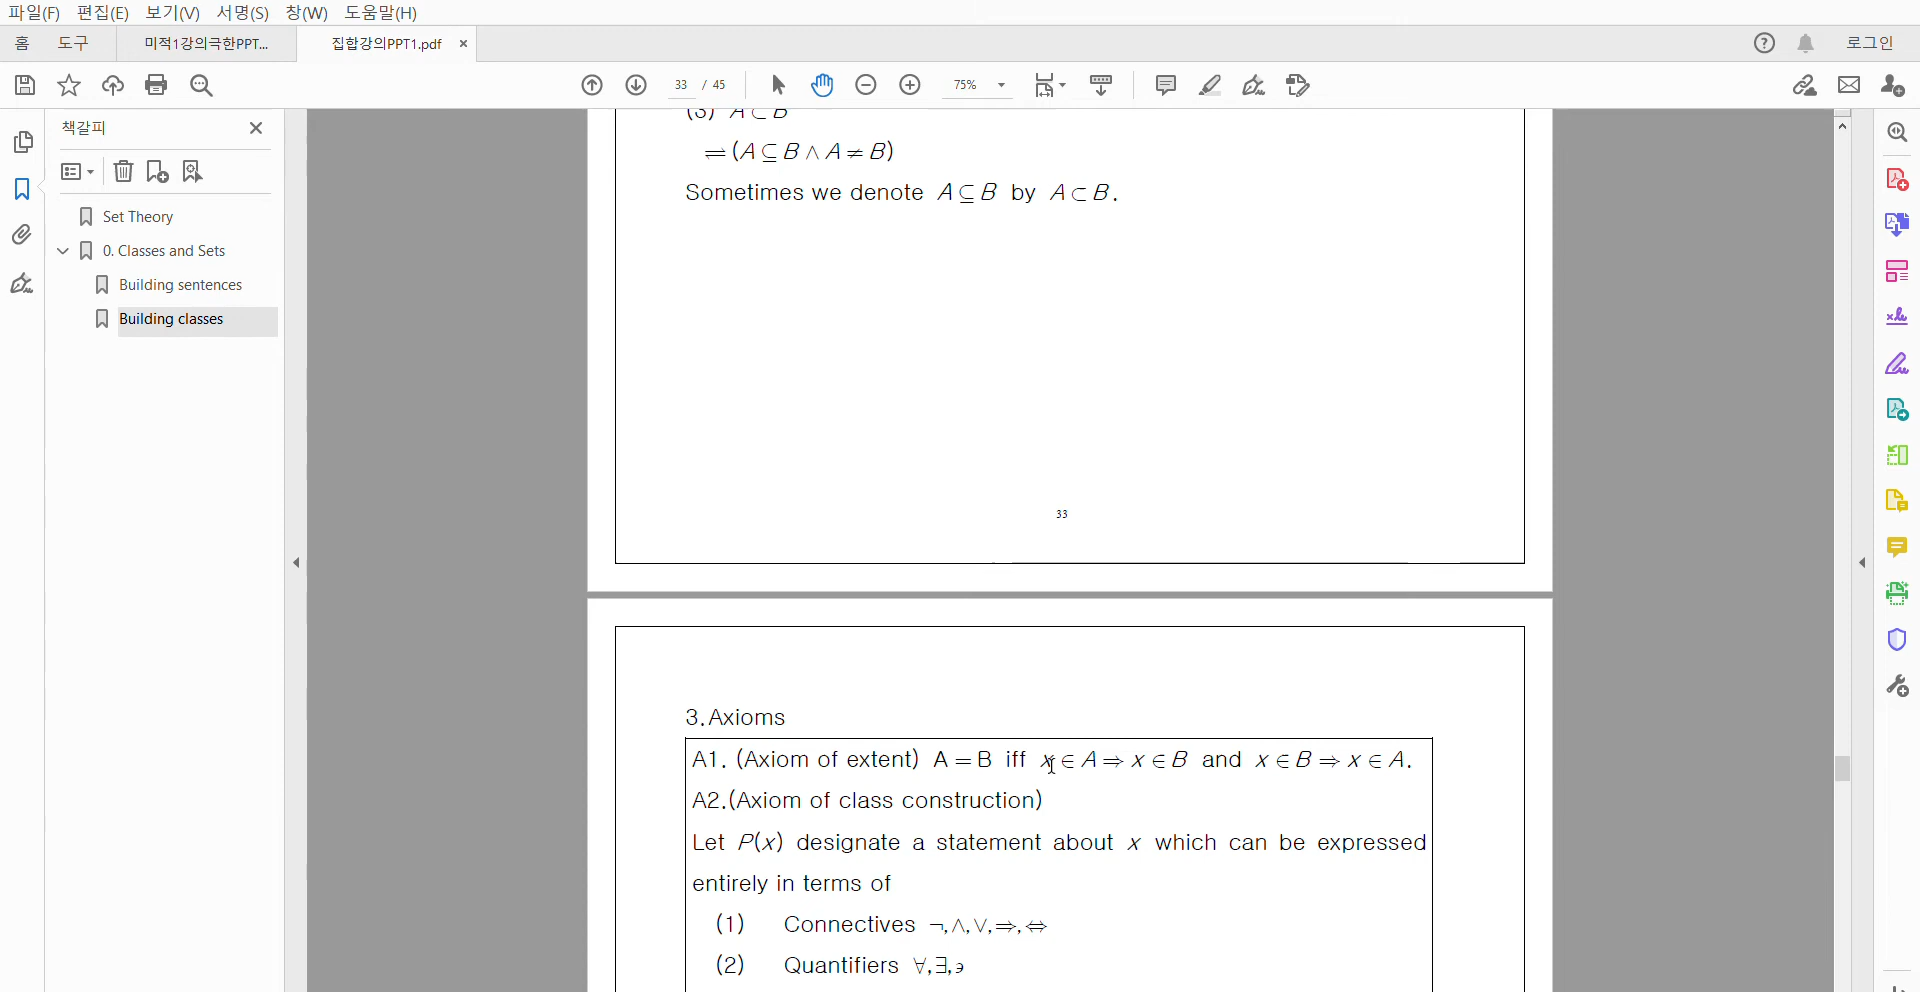 파일(F) 편집(E) 보기(V) 서명(S) 창(W) 도움말(H)
홈 도구 미적1강의극한PPT... 집합강의PPT1.pdf × 로그인
33 / 45 75%
책갈피
Set Theory
0. Classes and Sets
Building sentences
Building classes
(3) A ⊂ B
⇌ (A ⊆ B ∧ A ≠ B)
Sometimes we denote A ⊆ B by A ⊂ B.
33
3.Axioms
A1. (Axiom of extent) A = B iff x ∈ A ⇒ x ∈ B and x ∈ B ⇒ x ∈ A.
A2.(Axiom of class construction)
Let P(x) designate a statement about x which can be expressed
entirely in terms of
(1) Connectives ¬,∧,∨,⇒,⇔
(2) Quantifiers ∀,∃,∍